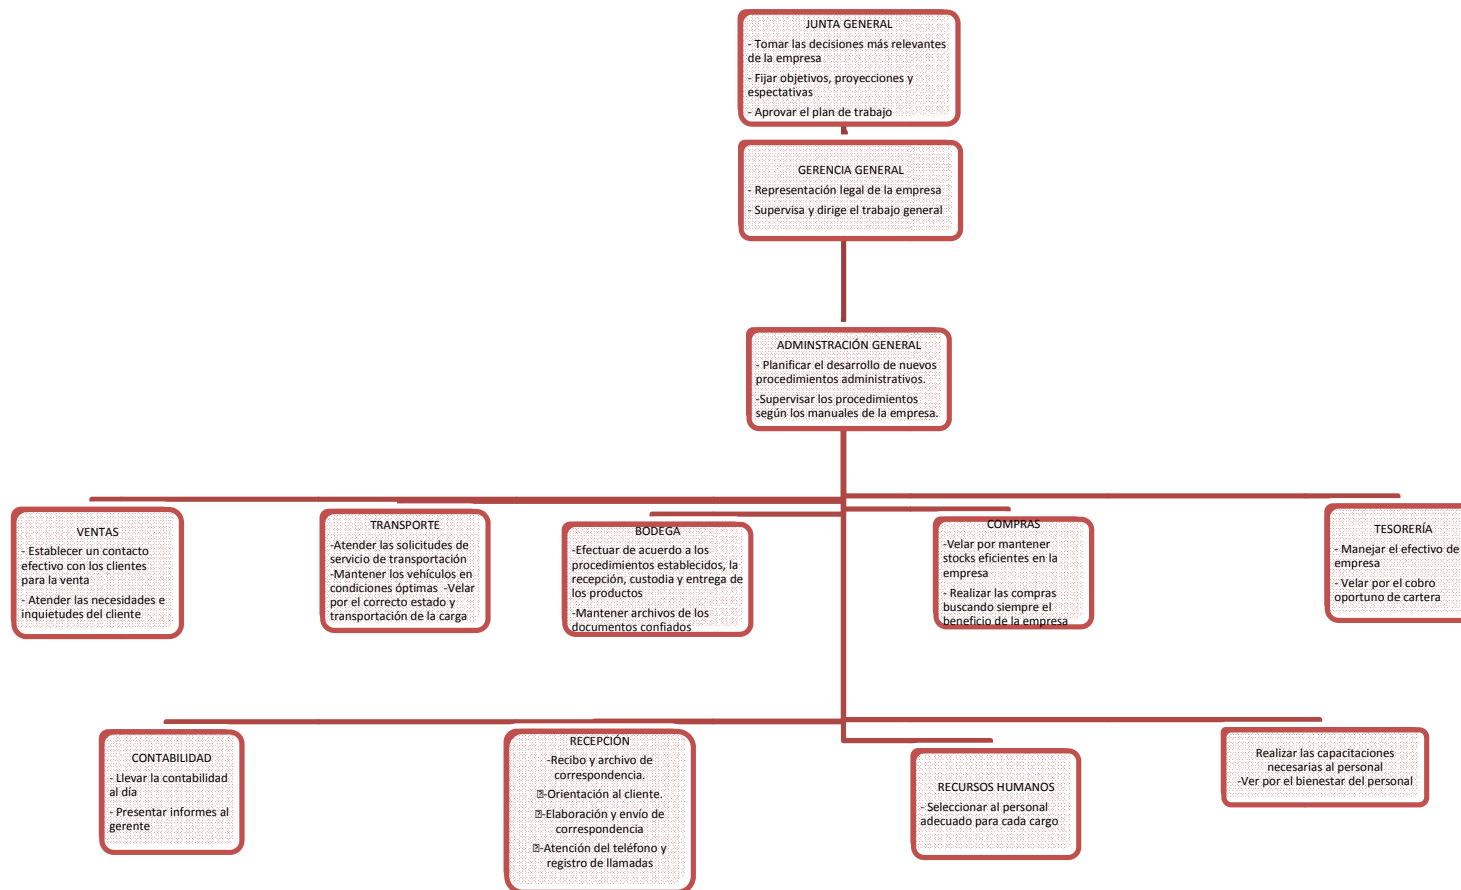 JUNTA GENERAL
- Tomar las decisiones más relevantes
de la empresa
- Fijar objetivos, proyecciones y
espectativas
- Aprovar el plan de trabajo
GERENCIA GENERAL
- Representación legal de la empresa
- Supervisa y dirige el trabajo general
ADMINSTRACIÓN GENERAL
- Planificar el desarrollo de nuevos
procedimientos administrativos.
-Supervisar los procedimientos
según los manuales de la empresa.
VENTAS
- Establecer un contacto
efectivo con los clientes
para la venta
- Atender las necesidades e
inquietudes del cliente
TRANSPORTE
-Atender las solicitudes de
servicio de transportación
-Mantener los vehículos en
condiciones óptimas -Velar
por el correcto estado y
transportación de la carga
BODEGA
-Efectuar de acuerdo a los
procedimientos establecidos, la
recepción, custodia y entrega de
los productos
-Mantener archivos de los
documentos confiados
COMPRAS
-Velar por mantener
stocks eficientes en la
empresa
- Realizar las compras
buscando siempre el
beneficio de la empresa
TESORERÍA
- Manejar el efectivo de
empresa
- Velar por el cobro
oportuno de cartera
CONTABILIDAD
- Llevar la contabilidad
al día
- Presentar informes al
gerente
RECEPCIÓN
-Recibo y archivo de
correspondencia.
-Orientación al cliente.
-Elaboración y envío de
correspondencia
-Atención del teléfono y
registro de llamadas
RECURSOS HUMANOS
- Seleccionar al personal
adecuado para cada cargo
Realizar las capacitaciones
necesarias al personal
-Ver por el bienestar del personal